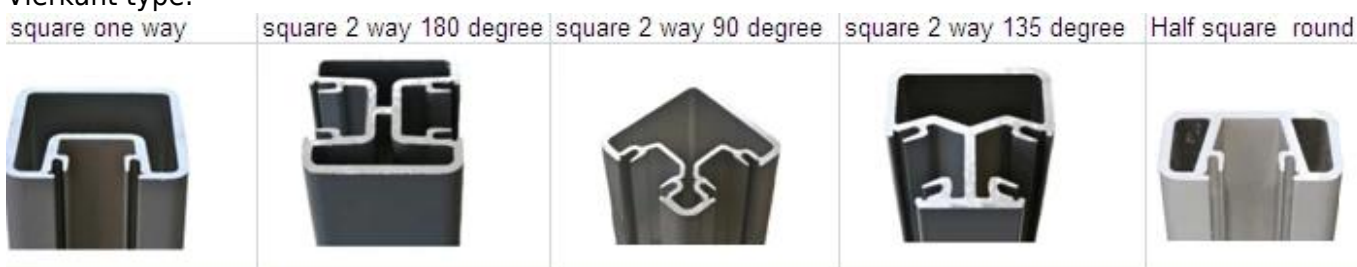 Vierkant type:
square one way
square 2 way 180 degree
square 2 way 90 degree
square 2 way 135 degree
Half square round